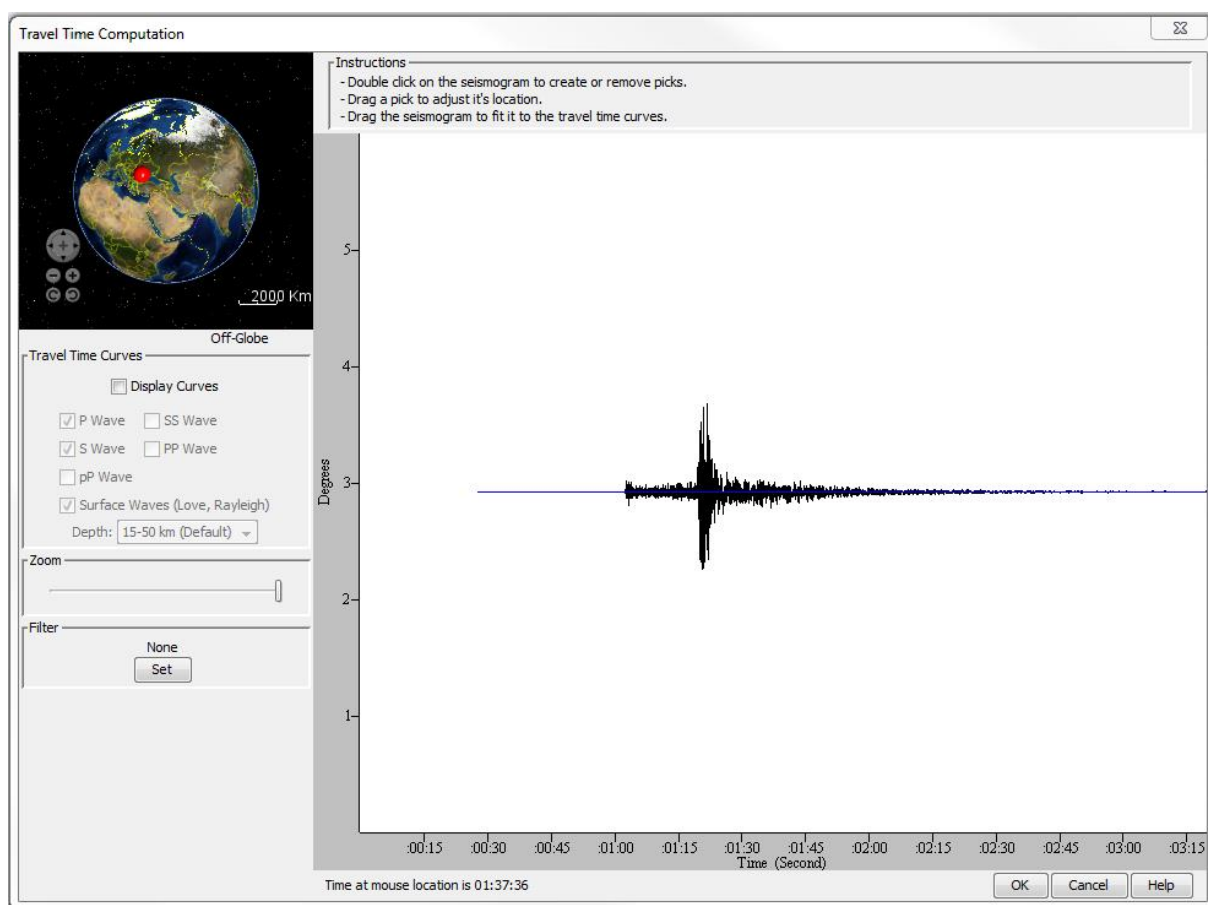 Travel Time Computation
Instructions
- Double click on the seismogram to create or remove picks.
- Drag a pick to adjust it's location.
- Drag the seismogram to fit it to the travel time curves.
2000 Km
Off-Globe
Travel Time Curves
Display Curves
P Wave SS Wave
S Wave PP Wave
pP Wave
Surface Waves (Love, Rayleigh)
Depth: 15-50 km (Default)
Zoom
Filter
None
Set
5
4
3
2
1
Degrees
:00:15 :00:30 :00:45 :01:00 :01:15 :01:30 :01:45 :02:00 :02:15 :02:30 :02:45 :03:00 :03:15
Time (Second)
Time at mouse location is 01:37:36
OK Cancel Help